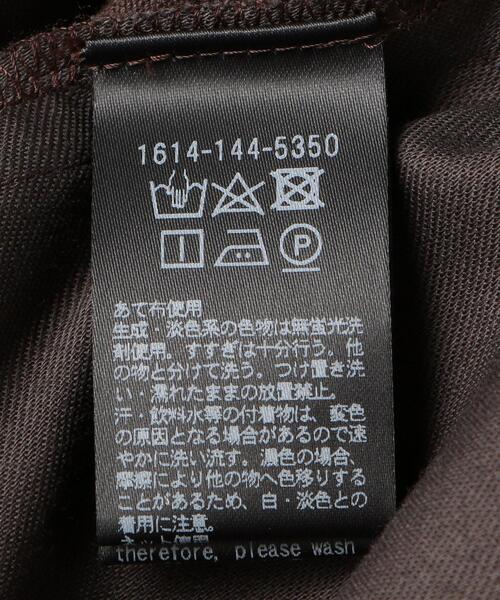 1614-144-5350
P
あて布使用
生成・淡色系の色物は無蛍光洗
剤使用。すすぎは十分行う。他
の物と分けて洗う。つけ置き洗
い・濡れたままの放置禁止。
汗・飲料水等の付着物は、変色
の原因となる場合があるので速
やかに洗い流す。濃色の場合、
摩擦により他の物へ色移りする
ことがあるため、白・淡色との
着用に注意。
ネット使用
therefore, please wash